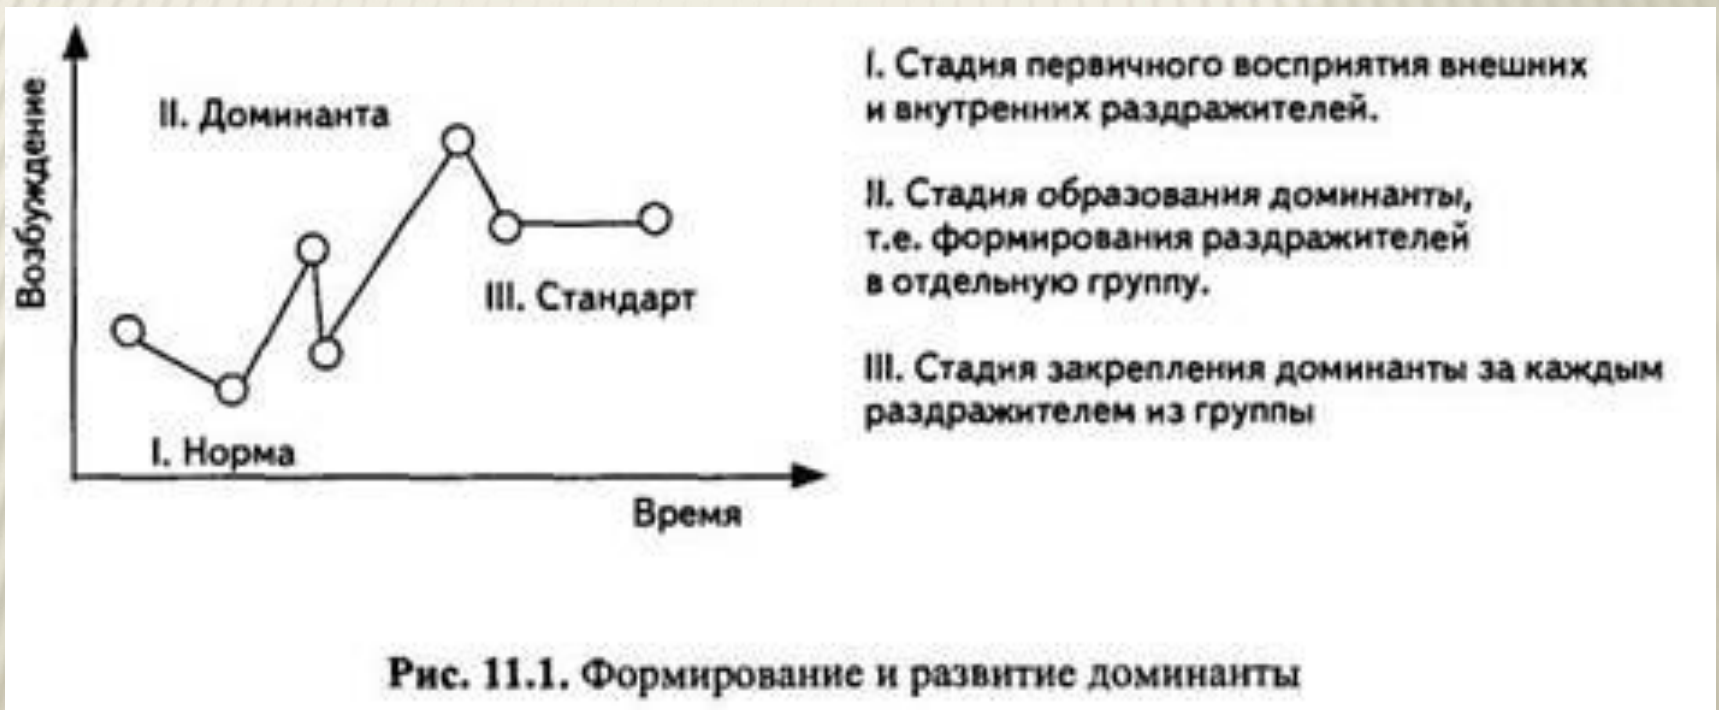 Возбуждение
II. Доминанта
III. Стандарт
I. Норма
Время
I. Стадия первичного восприятия внешних
и внутренних раздражителей.
II. Стадия образования доминанты,
т.е. формирования раздражителей
в отдельную группу.
III. Стадия закрепления доминанты за каждым
раздражителем из группы
Рис. 11.1. Формирование и развитие доминанты